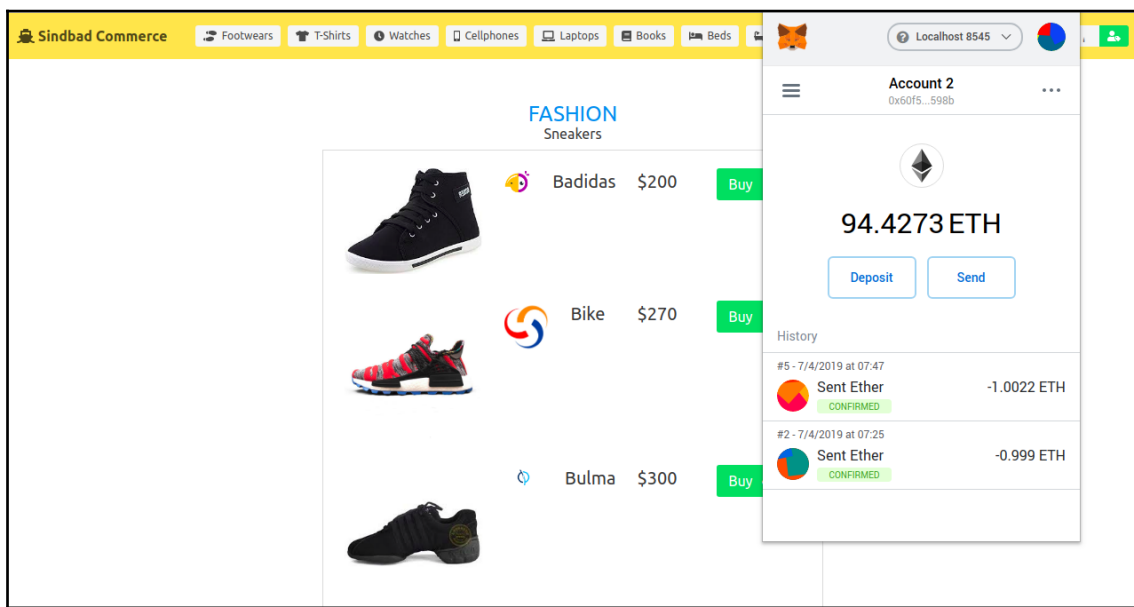 Sindbad Commerce
Footwears
T-Shirts
Watches
Cellphones
Laptops
Books
Beds
FASHION
Sneakers
Badidas $200 Buy
Bike $270 Buy
Bulma $300 Buy
Localhost 8545
Account 2
0x60f5...598b
94.4273 ETH
Deposit
Send
History
#5 - 7/4/2019 at 07:47
Sent Ether -1.0022 ETH
CONFIRMED
#2 - 7/4/2019 at 07:25
Sent Ether -0.999 ETH
CONFIRMED